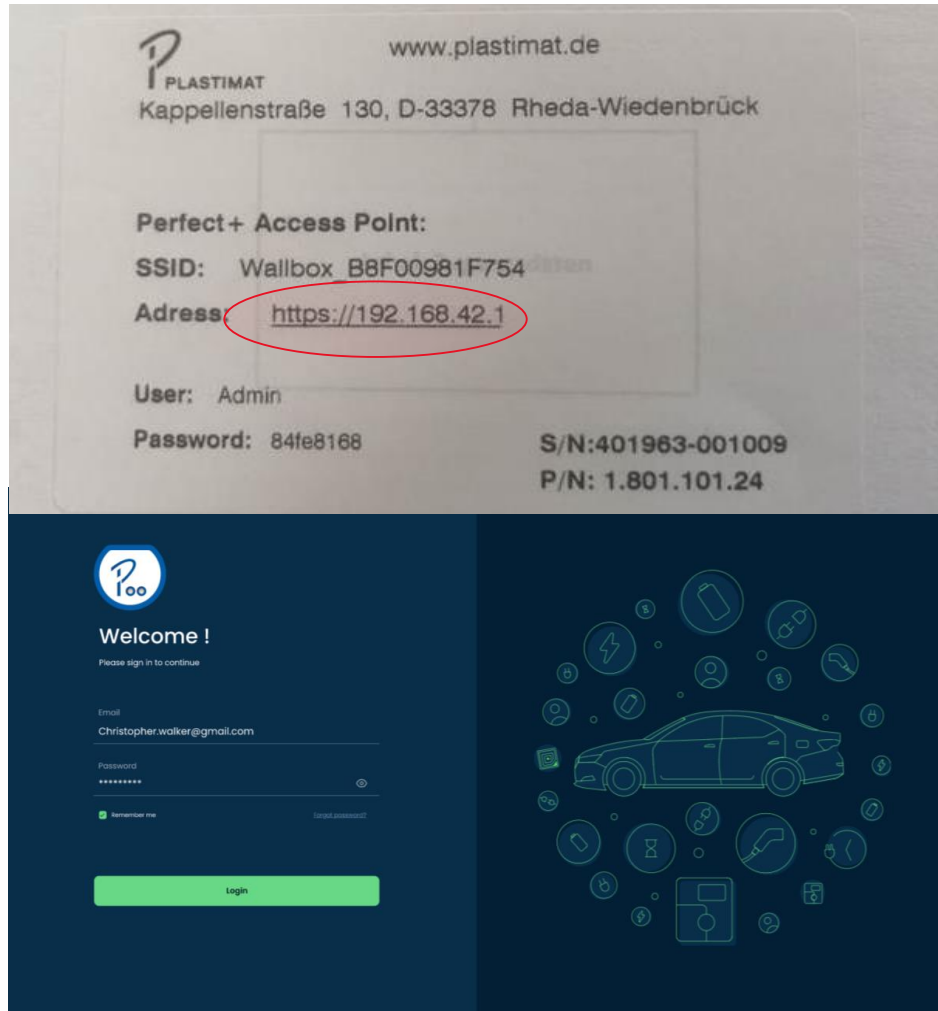 www.plastimat.de
PLASTIMAT
Kappellenstraße 130, D-33378 Rheda-Wiedenbrück
Perfect+ Access Point:
SSID: Wallbox_B8F00981F754
Adress: https://192.168.42.1
User: Admin
Password: 84fe8168
S/N:401963-001009
P/N: 1.801.101.24
Poo
Welcome !
Please sign in to continue
Email
Christopher.walker@gmail.com
Password
*********
Remember me Forgot password?
Login